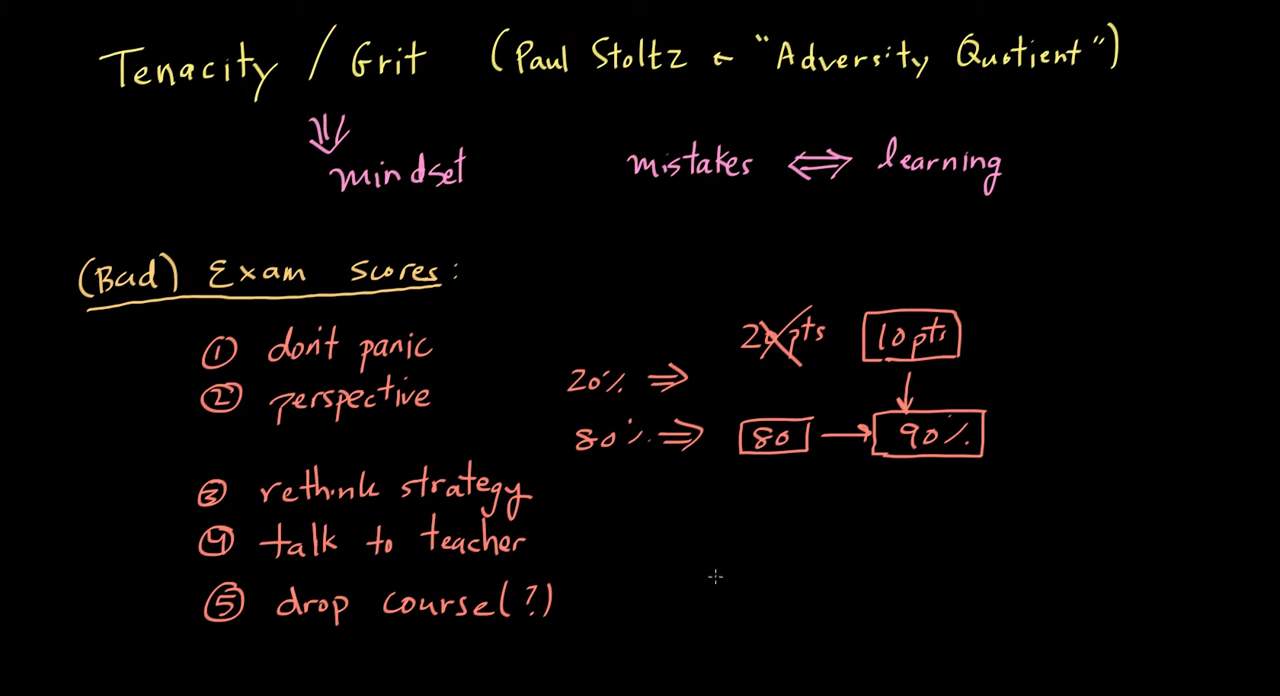 Tenacity / Grit (Paul Stoltz ← "Adversity Quotient")
mindset mistakes ⇔ learning
(Bad) Exam scores:
① don't panic 20 pts 10 pts
② perspective 20% ⇒
80% ⇒ 80 → 90%
③ rethink strategy
④ talk to teacher
⑤ drop course(?)